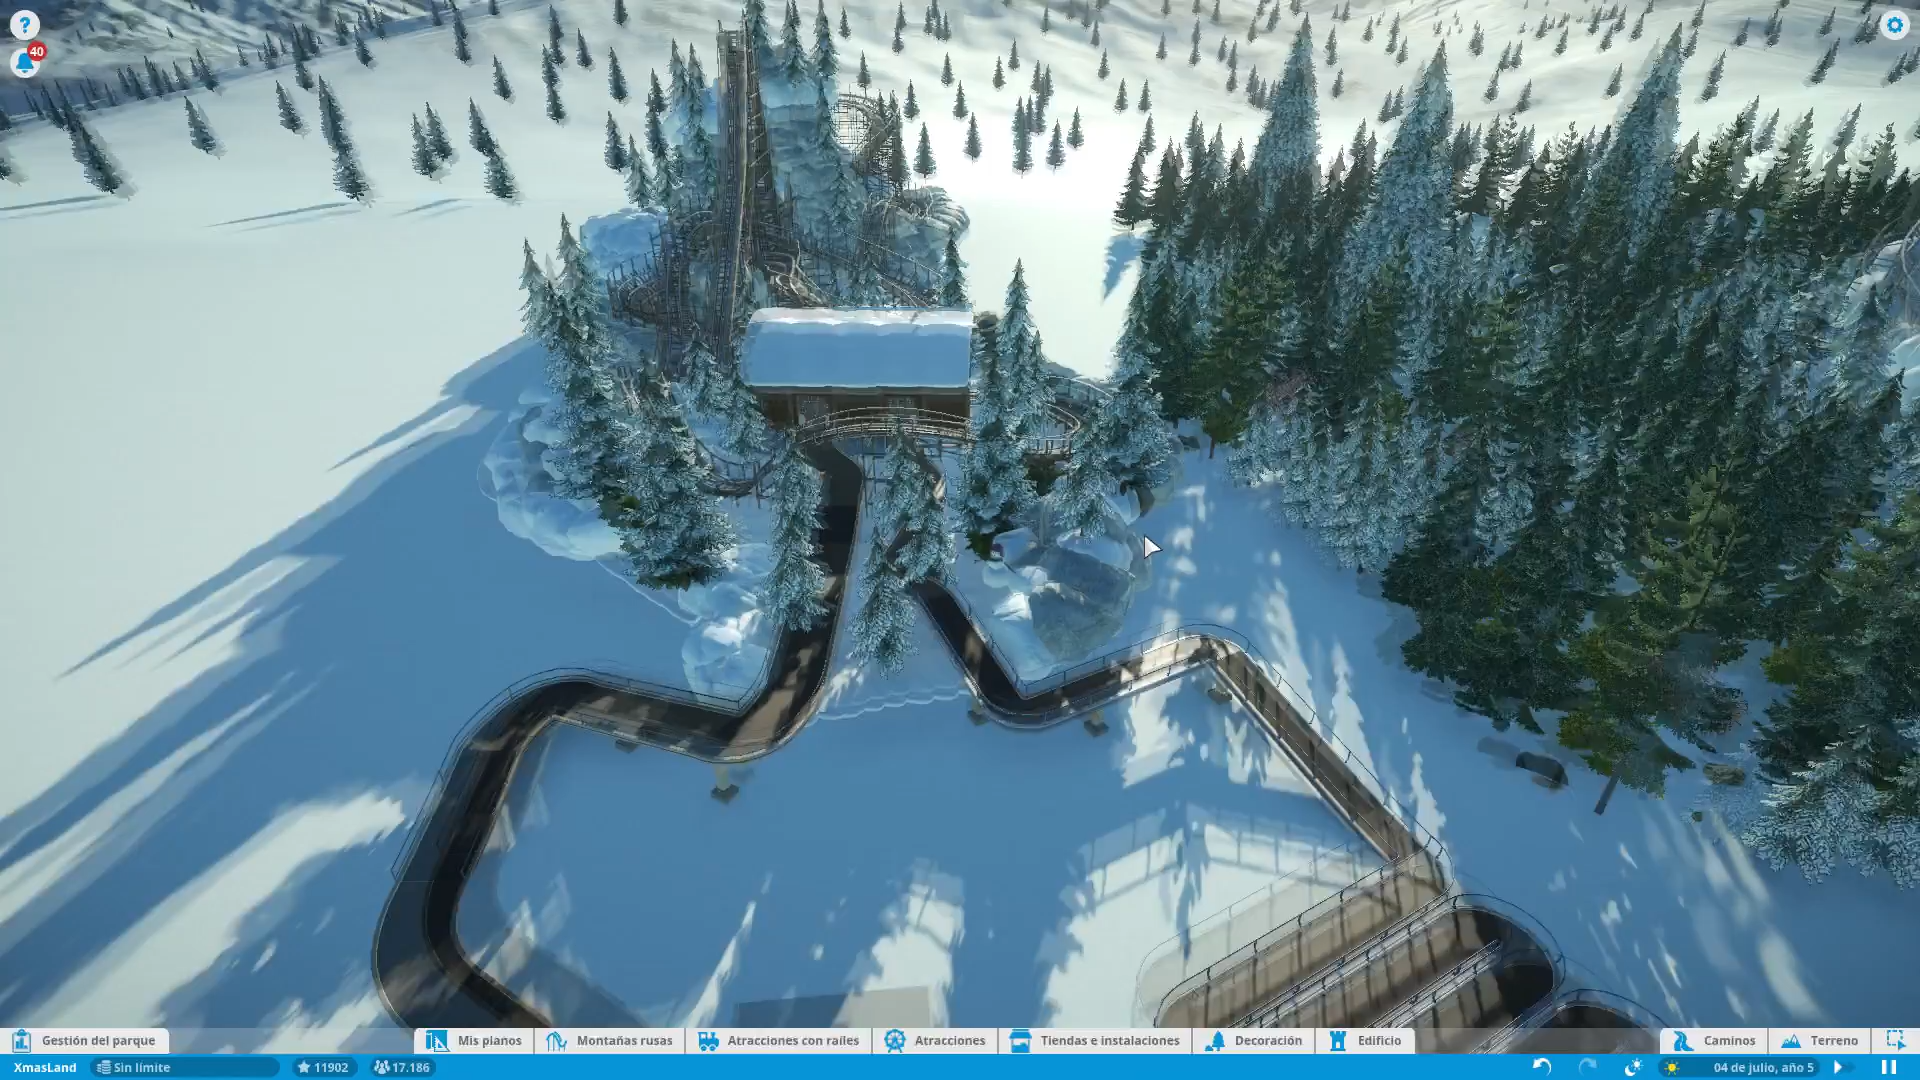 ?
40
Gestión del parque
Mis planos
Montañas rusas
Atracciones con raíles
Atracciones
Tiendas e instalaciones
Decoración
Edificio
Caminos
Terreno
XmasLand
Sin límite
11902
17.186
04 de julio, año 5